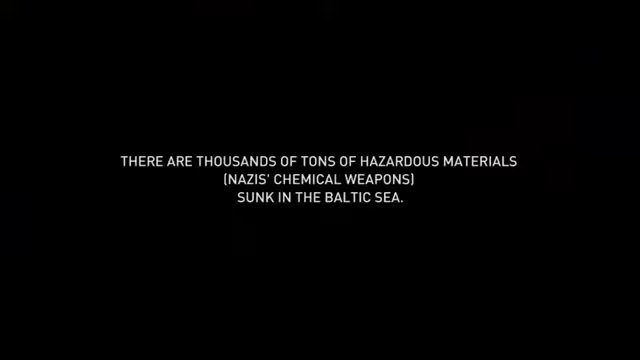 THERE ARE THOUSANDS OF TONS OF HAZARDOUS MATERIALS
(NAZIS' CHEMICAL WEAPONS)
SUNK IN THE BALTIC SEA.